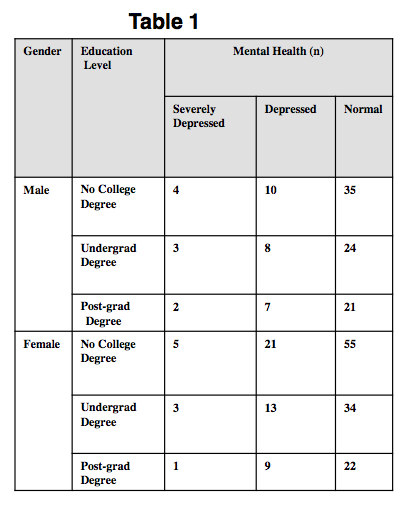 Table 1
Gender Education Level Mental Health (n)
Severely Depressed Depressed Normal
Male No College Degree 4 10 35
Undergrad Degree 3 8 24
Post-grad Degree 2 7 21
Female No College Degree 5 21 55
Undergrad Degree 3 13 34
Post-grad Degree 1 9 22